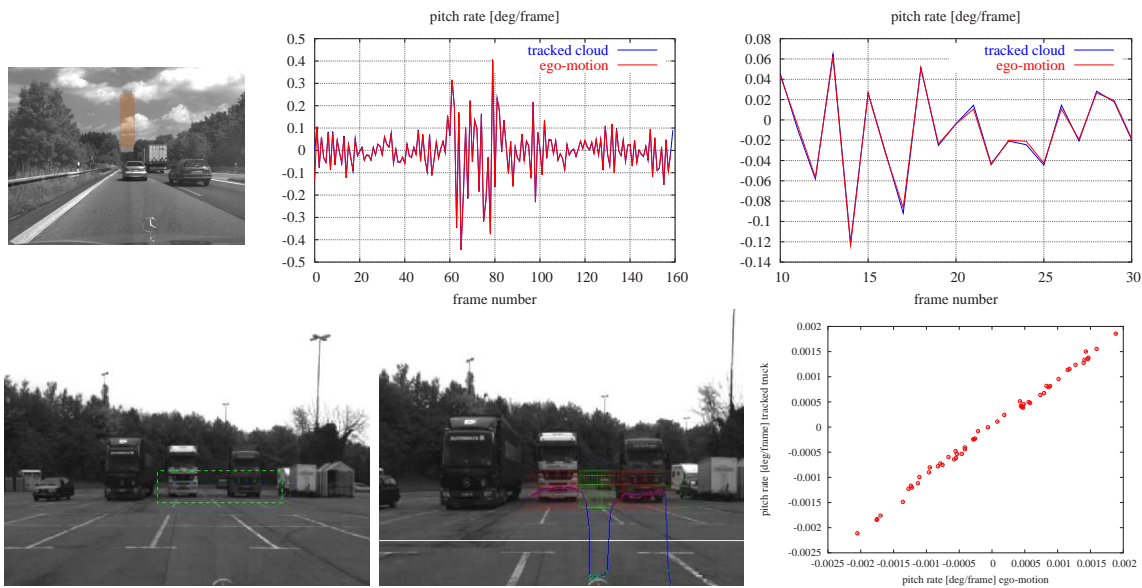 pitch rate [deg/frame]
tracked cloud
ego-motion
0.5
0.4
0.3
0.2
0.1
0
-0.1
-0.2
-0.3
-0.4
-0.5
0 20 40 60 80 100 120 140 160
frame number
pitch rate [deg/frame]
tracked cloud
ego-motion
0.08
0.06
0.04
0.02
0
-0.02
-0.04
-0.06
-0.08
-0.1
-0.12
-0.14
10 15 20 25 30
frame number
pitch rate [deg/frame] tracked truck
0.002
0.0015
0.001
0.0005
0
-0.0005
-0.001
-0.0015
-0.002
-0.0025
-0.0025 -0.002 -0.0015 -0.001 -0.0005 0 0.0005 0.001 0.0015 0.002
pitch rate [deg/frame] ego-motion